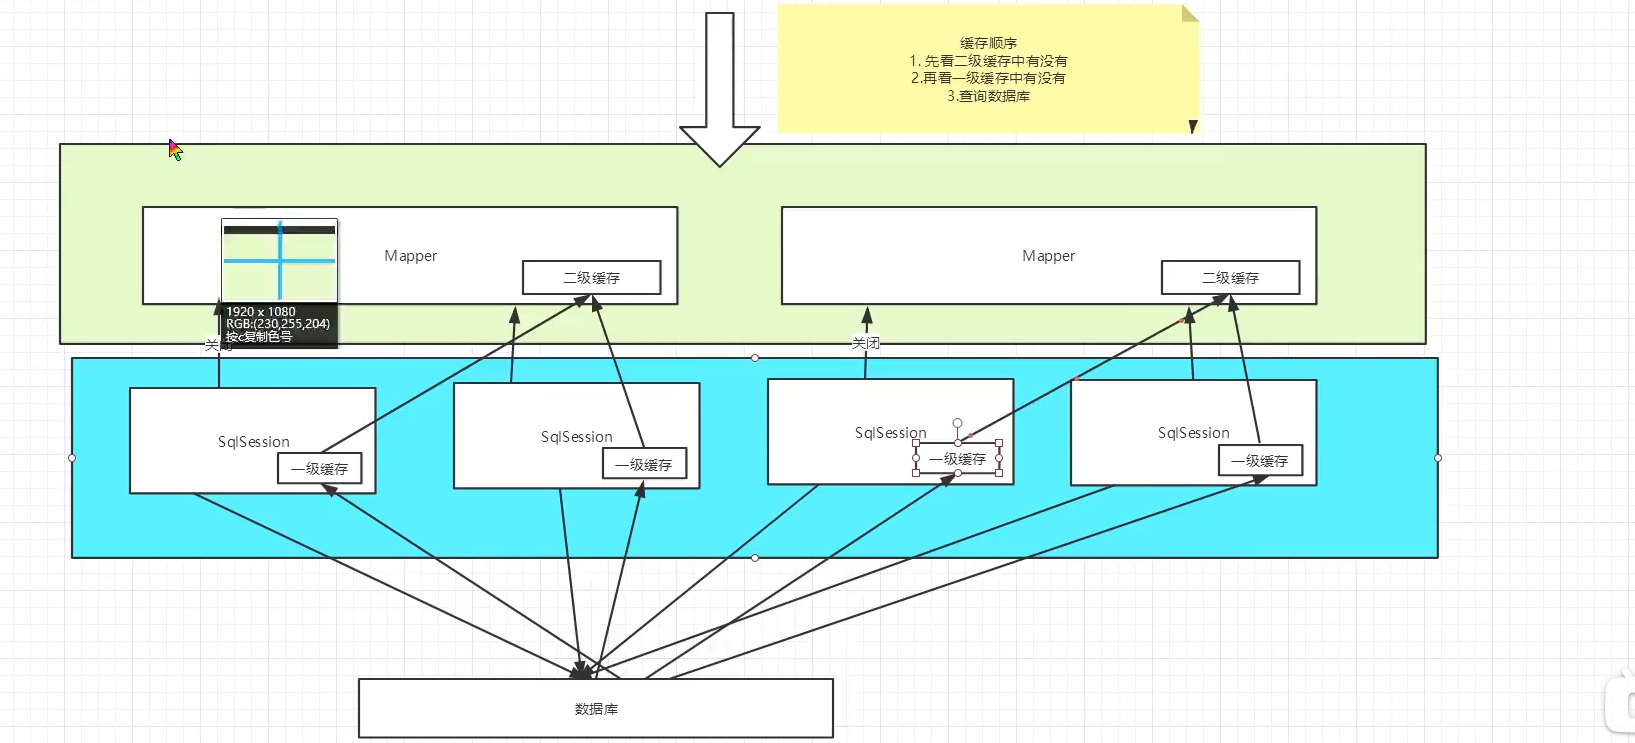 缓存顺序
1. 先看二级缓存中有没有
2.再看一级缓存中有没有
3.查询数据库
Mapper
二级缓存
Mapper
二级缓存
1920 x 1080
RGB:(230,255,204)
按c复制色号
关闭
SqlSession
一级缓存
SqlSession
一级缓存
SqlSession
一级缓存
SqlSession
一级缓存
数据库